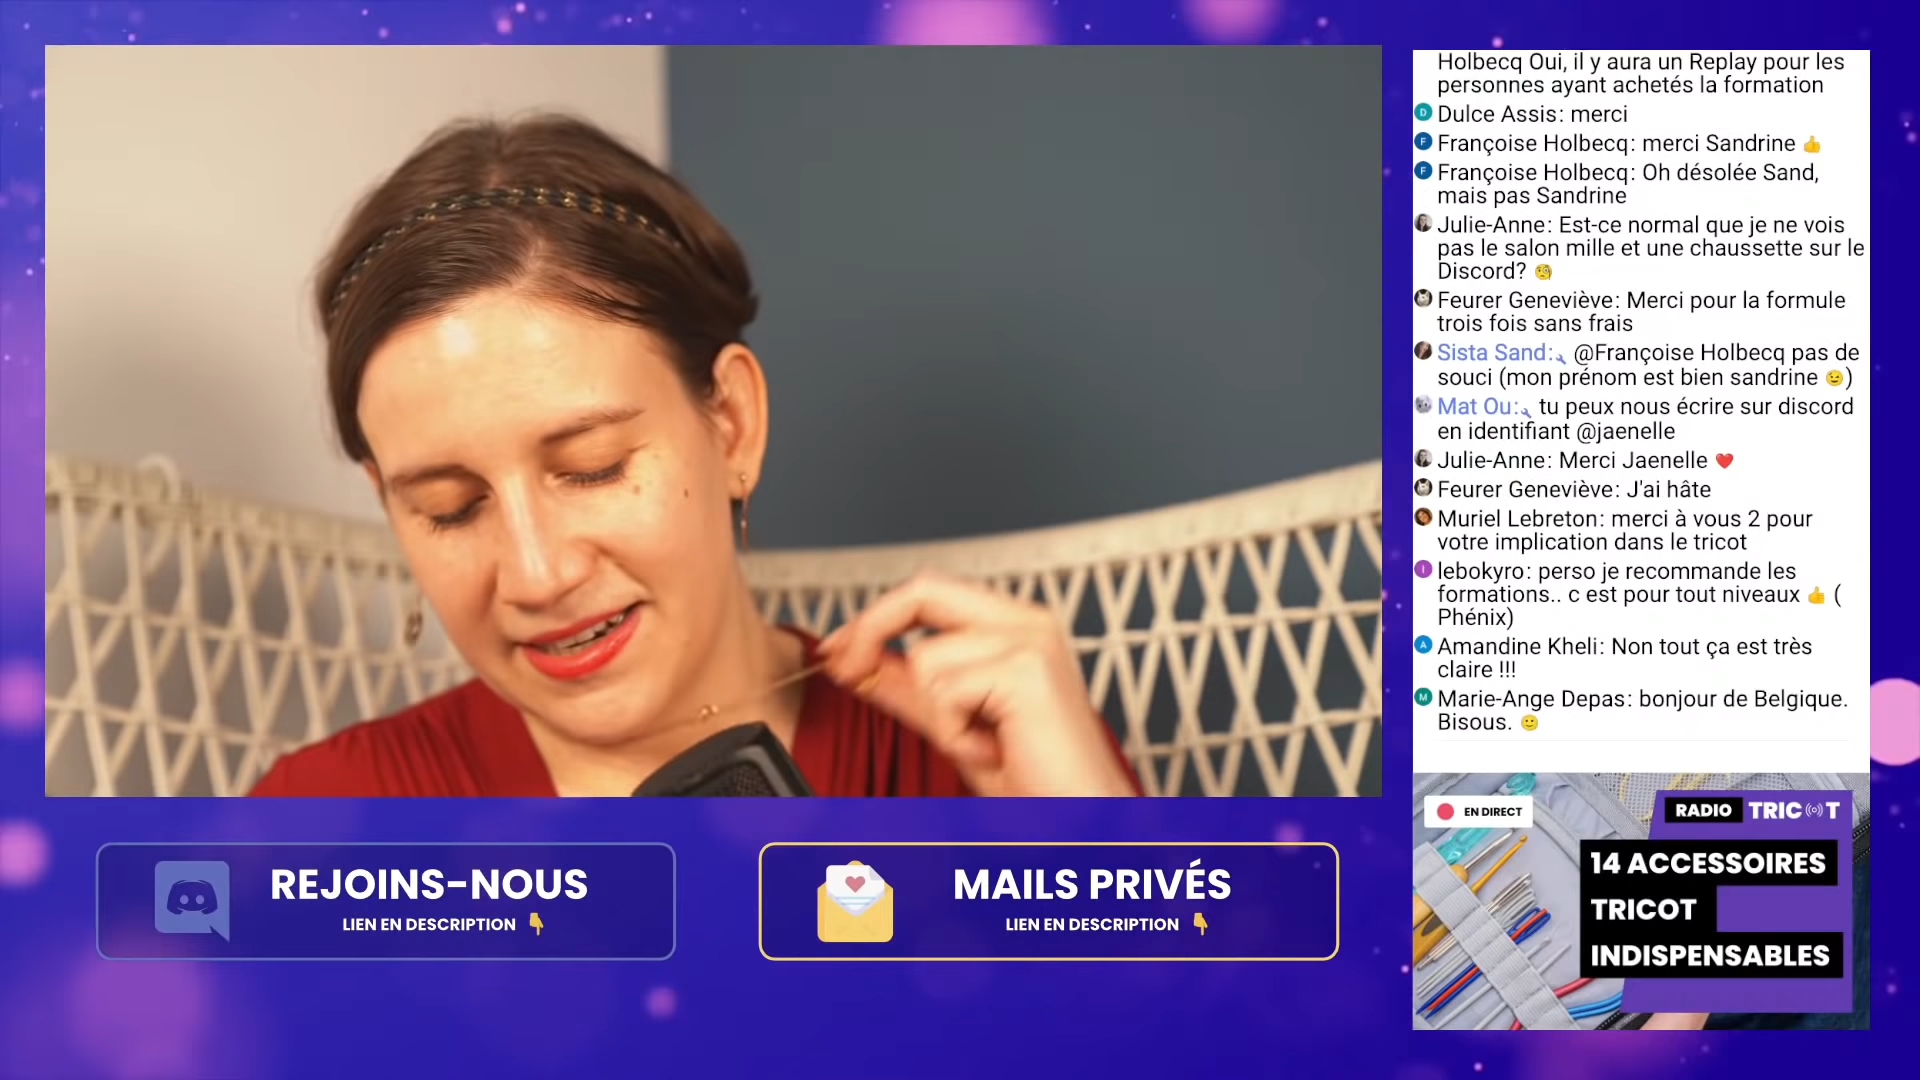 Holbecq Oui, il y aura un Replay pour les
personnes ayant achetés la formation
D Dulce Assis: merci
F Françoise Holbecq: merci Sandrine 👍
F Françoise Holbecq: Oh désolée Sand,
mais pas Sandrine
Julie-Anne: Est-ce normal que je ne vois
pas le salon mille et une chaussette sur le
Discord? 🧐
Feurer Geneviève: Merci pour la formule
trois fois sans frais
Sista Sand: @Françoise Holbecq pas de
souci (mon prénom est bien sandrine 😉)
Mat Ou: tu peux nous écrire sur discord
en identifiant @jaenelle
Julie-Anne: Merci Jaenelle ❤️
Feurer Geneviève: J'ai hâte
Muriel Lebreton: merci à vous 2 pour
votre implication dans le tricot
I lebokyro: perso je recommande les
formations.. c est pour tout niveaux 👍 (
Phénix)
A Amandine Kheli: Non tout ça est très
claire !!!
M Marie-Ange Depas: bonjour de Belgique.
Bisous. 🙂
EN DIRECT
RADIO TRICOT
14 ACCESSOIRES
TRICOT
INDISPENSABLES
REJOINS-NOUS
LIEN EN DESCRIPTION 👇
MAILS PRIVÉS
LIEN EN DESCRIPTION 👇